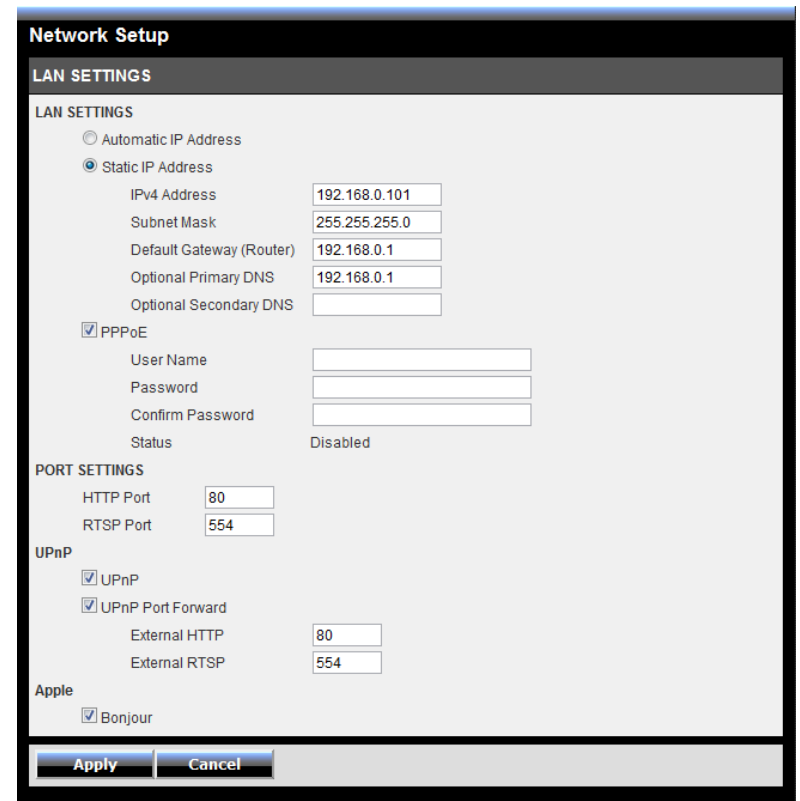 Network Setup
LAN SETTINGS
LAN SETTINGS
Automatic IP Address
Static IP Address
IPv4 Address 192.168.0.101
Subnet Mask 255.255.255.0
Default Gateway (Router) 192.168.0.1
Optional Primary DNS 192.168.0.1
Optional Secondary DNS
PPPoE
User Name
Password
Confirm Password
Status Disabled
PORT SETTINGS
HTTP Port 80
RTSP Port 554
UPnP
UPnP
UPnP Port Forward
External HTTP 80
External RTSP 554
Apple
Bonjour
Apply Cancel